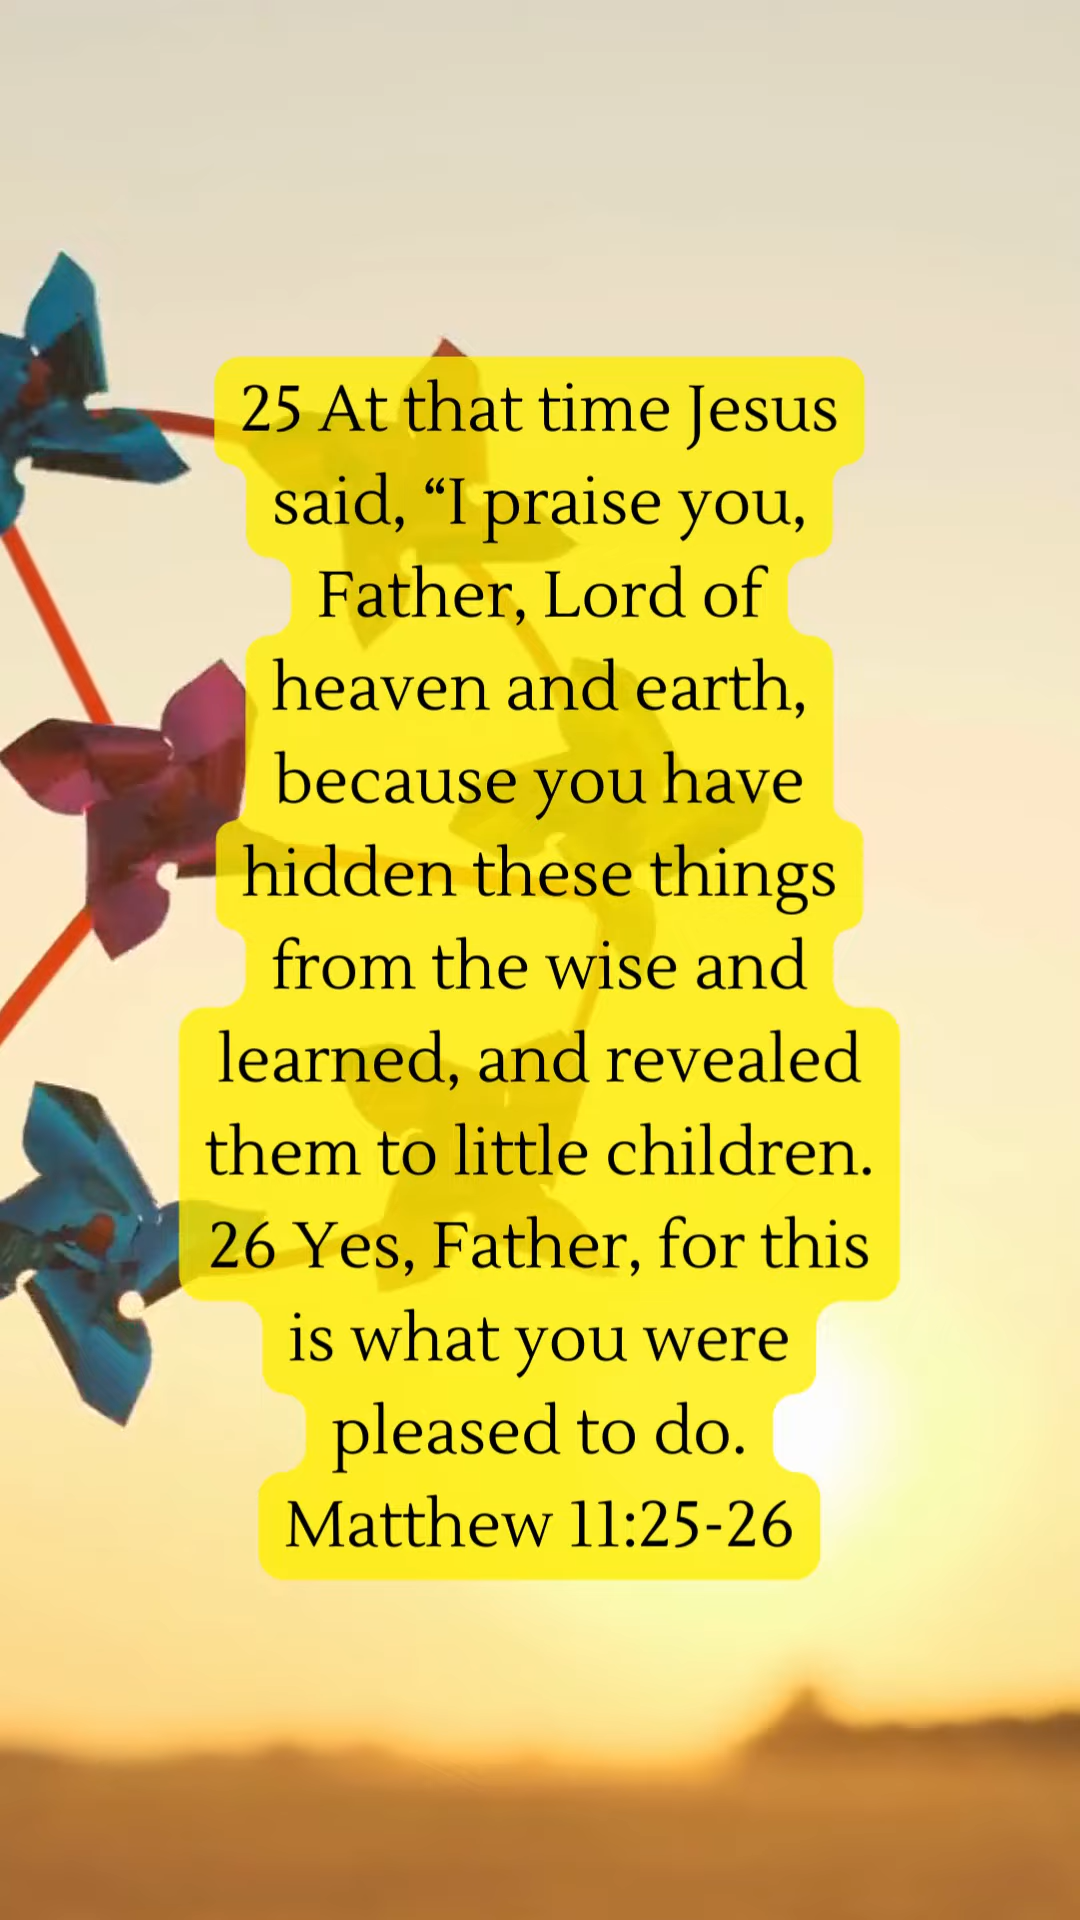 25 At that time Jesus
said, “I praise you,
Father, Lord of
heaven and earth,
because you have
hidden these things
from the wise and
learned, and revealed
them to little children.
26 Yes, Father, for this
is what you were
pleased to do.
Matthew 11:25-26